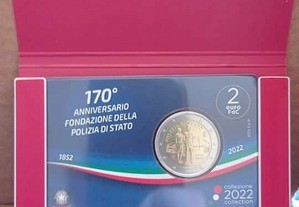 170°
ANNIVERSARIO
FONDAZIONE DELLA
POLIZIA DI STATO
2
euro
FdC
1852
2022
collezione
2022
collection